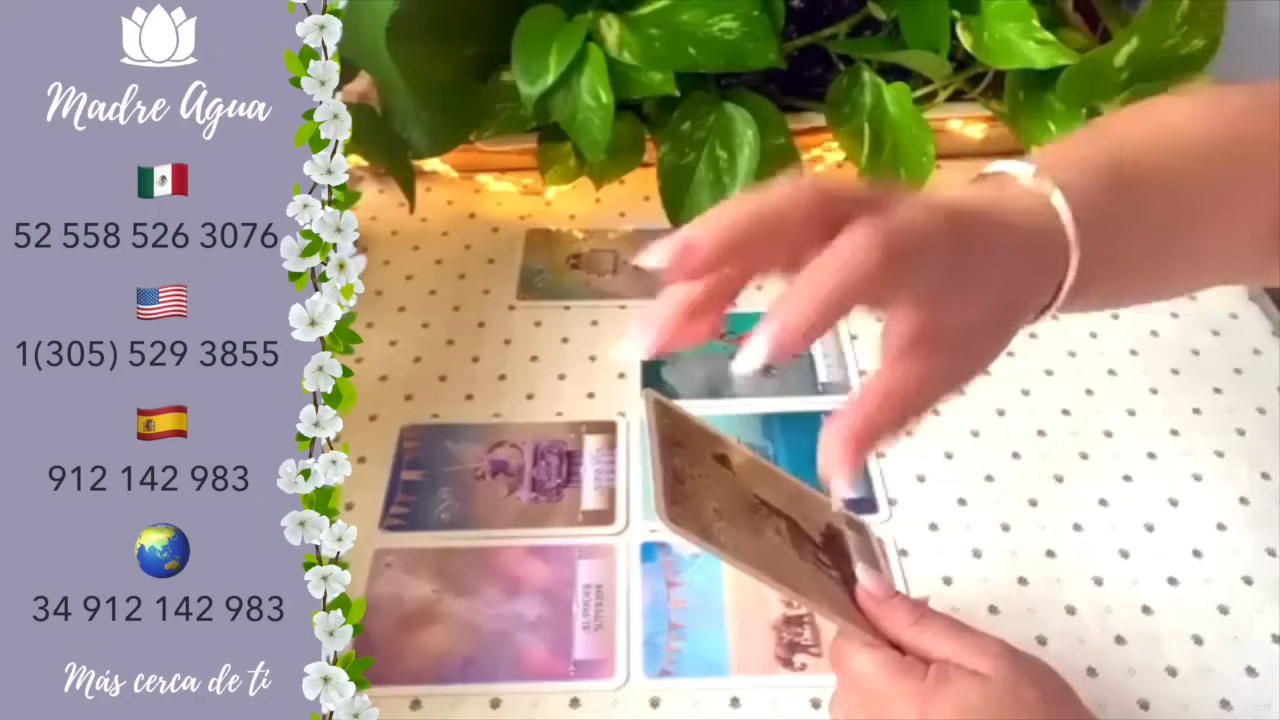 Madre Agua
52 558 526 3076
1(305) 529 3855
912 142 983
34 912 142 983
Más cerca de ti